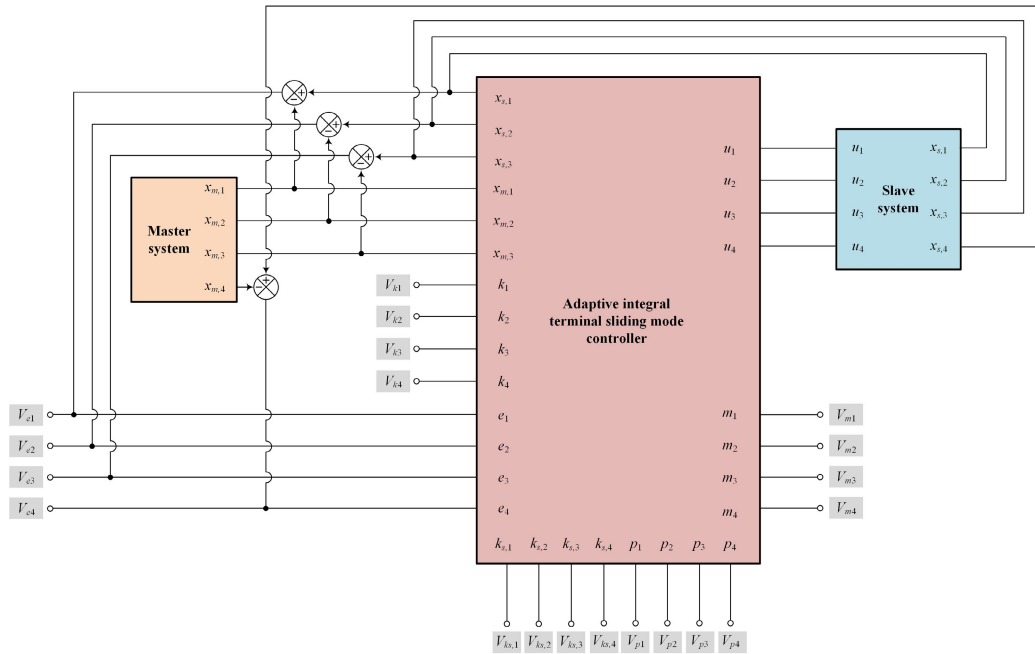 x_{s,1}
x_{s,2}
x_{s,3}
x_{m,1}
x_{m,2}
x_{m,3}
k_1
k_2
k_3
k_4
e_1
e_2
e_3
e_4
u_1
u_2
u_3
u_4
Adaptive integral
terminal sliding mode
controller
m_1
m_2
m_3
m_4
k_{s,1} k_{s,2} k_{s,3} k_{s,4} p_1 p_2 p_3 p_4
Master
system
x_{m,1}
x_{m,2}
x_{m,3}
x_{m,4}
+
−
+
−
+
−
+
−
u_1
u_2
u_3
u_4
Slave
system
x_{s,1}
x_{s,2}
x_{s,3}
x_{s,4}
V_{k1}
V_{k2}
V_{k3}
V_{k4}
V_{e1}
V_{e2}
V_{e3}
V_{e4}
V_{m1}
V_{m2}
V_{m3}
V_{m4}
V_{ks,1} V_{ks,2} V_{ks,3} V_{ks,4} V_{p1} V_{p2} V_{p3} V_{p4}